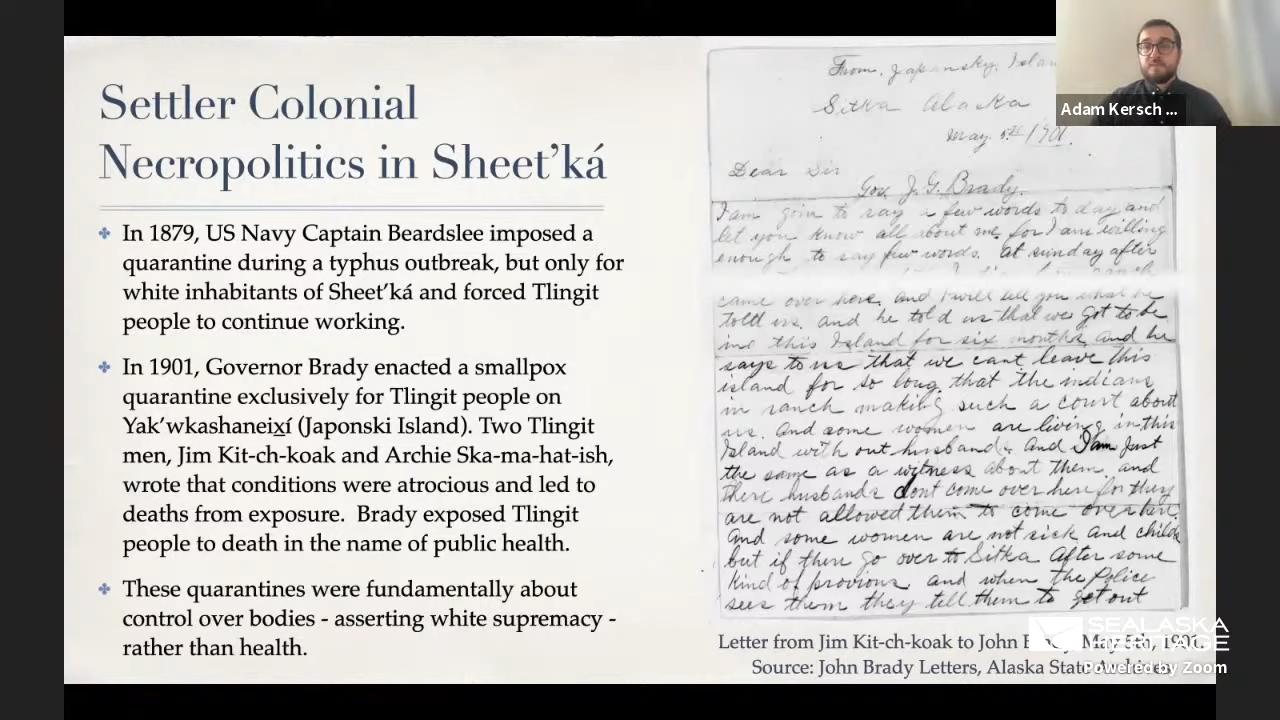 Settler Colonial
Necropolitics in Sheet’ká
In 1879, US Navy Captain Beardslee imposed a
quarantine during a typhus outbreak, but only for
white inhabitants of Sheet’ká and forced Tlingit
people to continue working.
In 1901, Governor Brady enacted a smallpox
quarantine exclusively for Tlingit people on
Yak’wkashaneix̱í (Japonski Island). Two Tlingit
men, Jim Kit-ch-koak and Archie Ska-ma-hat-ish,
wrote that conditions were atrocious and led to
deaths from exposure.  Brady exposed Tlingit
people to death in the name of public health.
These quarantines were fundamentally about
control over bodies - asserting white supremacy -
rather than health.
From. Japansky. Islan
Sitka Alaska
May. 5th 1901.
Dear Sir
Gov. J. G. Brady.
I am goin to say a few words to day and
let you know all about me, for I am willing
enough to say few words. At sunday after
came over here. and I will tell you what he
told us. and he told us that we got to be
in this Island for six months and he
says to us that we cant leave this
island for so long that the indians
in ranch making such a court about
us. And some women are living in this
Island with out husband. And I am Just
the same as a witness about them. and
there husbands dont come over here for they
are not allowed them to come over here
And some women are not sick and
but if they go over to Sitka After some
kind of provions and when the Police
sees them they tell them to get out
Letter from Jim Kit-ch-koak to John Brady, May 5th,
Source: John Brady Letters, Alaska State
Adam Kersch ...
SEALASKA
HERITAGE
Powered by Zoom